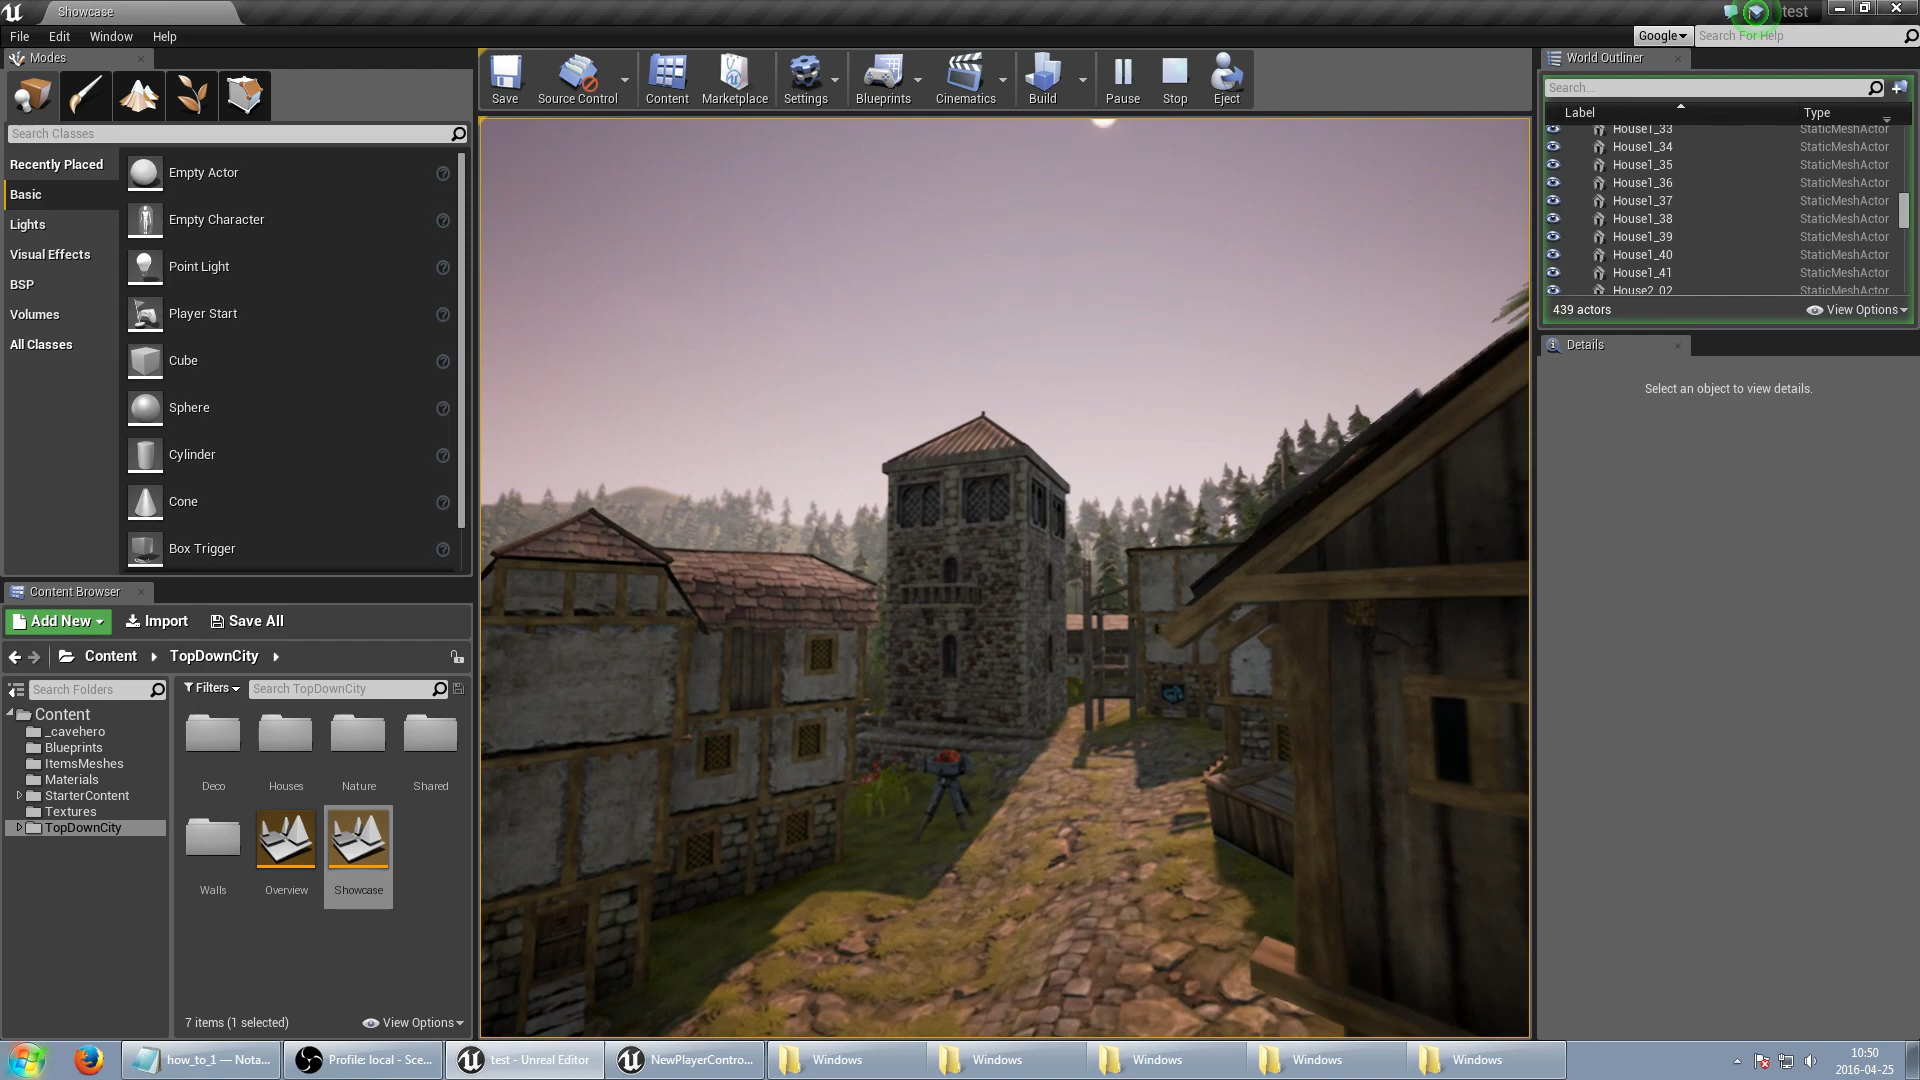 Showcase
test
File Edit Window Help
Google
Search For Help
Modes
Search Classes
Recently Placed
Basic
Lights
Visual Effects
BSP
Volumes
All Classes
Empty Actor
Empty Character
Point Light
Player Start
Cube
Sphere
Cylinder
Cone
Box Trigger
Save
Source Control
Content
Marketplace
Settings
Blueprints
Cinematics
Build
Pause
Stop
Eject
World Outliner
Search...
Label Type
House1_33 StaticMeshActor
House1_34 StaticMeshActor
House1_35 StaticMeshActor
House1_36 StaticMeshActor
House1_37 StaticMeshActor
House1_38 StaticMeshActor
House1_39 StaticMeshActor
House1_40 StaticMeshActor
House1_41 StaticMeshActor
House2_02 StaticMeshActor
439 actors
View Options
Details
Select an object to view details.
Content Browser
Add New Import Save All
Content TopDownCity
Search Folders
Filters
Search TopDownCity
Content
_cavehero
Blueprints
ItemsMeshes
Materials
StarterContent
Textures
TopDownCity
Deco Houses Nature Shared
Walls Overview Showcase
7 items (1 selected)
View Options
how_to_1 — Nota...
Profile: local - Sce...
test - Unreal Editor
NewPlayerContro...
Windows
Windows
Windows
Windows
Windows
10:50
2016-04-25